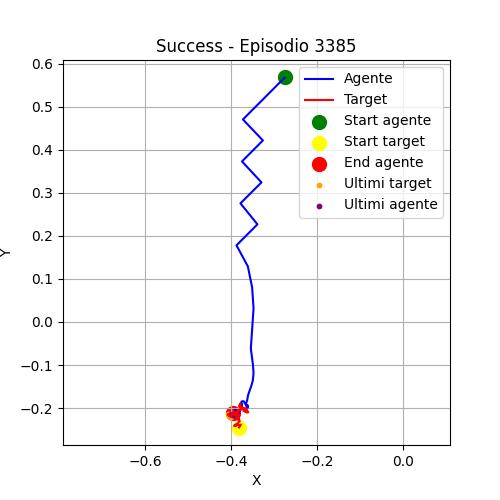 Success - Episodio 3385
Agente
Target
Start agente
Start target
End agente
Ultimi target
Ultimi agente
0.6
0.5
0.4
0.3
0.2
0.1
0.0
−0.1
−0.2
Y
−0.6
−0.4
−0.2
0.0
X